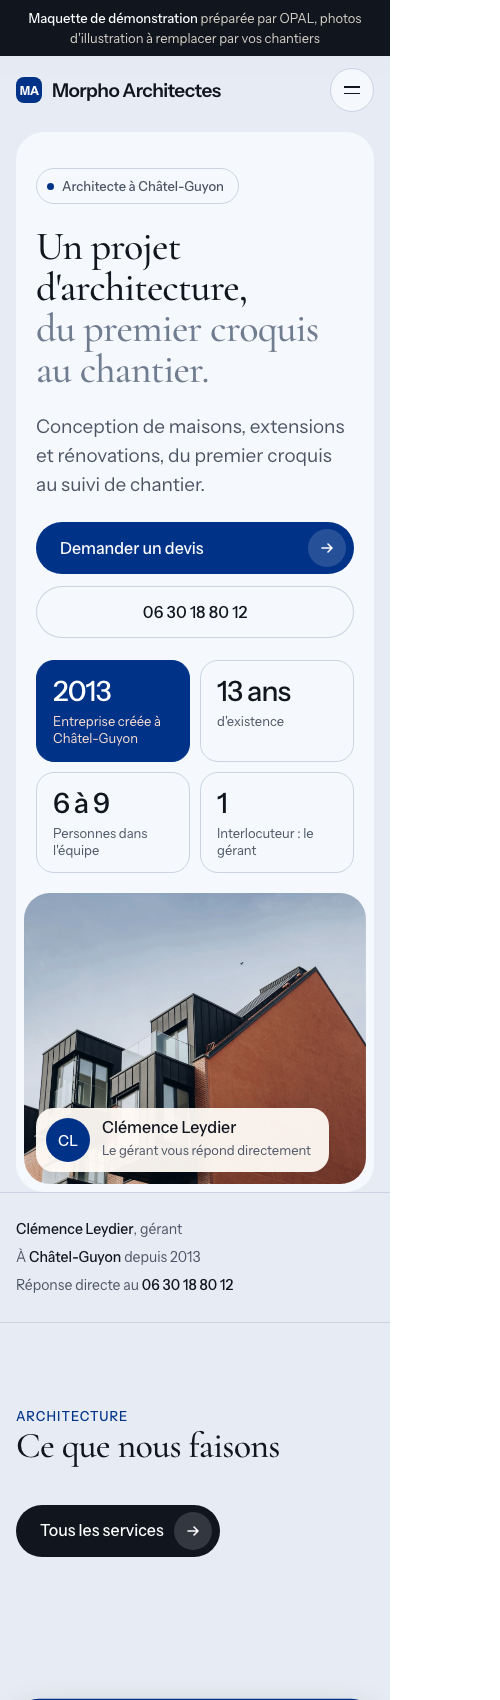 Maquette de démonstration préparée par OPAL, photos
d'illustration à remplacer par vos chantiers
MA Morpho Architectes
Architecte à Châtel-Guyon
Un projet
d'architecture,
du premier croquis
au chantier.
Conception de maisons, extensions
et rénovations, du premier croquis
au suivi de chantier.
Demander un devis
06 30 18 80 12
2013
Entreprise créée à
Châtel-Guyon
13 ans
d'existence
6 à 9
Personnes dans
l'équipe
1
Interlocuteur : le
gérant
CL
Clémence Leydier
Le gérant vous répond directement
Clémence Leydier, gérant
À Châtel-Guyon depuis 2013
Réponse directe au 06 30 18 80 12
ARCHITECTURE
Ce que nous faisons
Tous les services